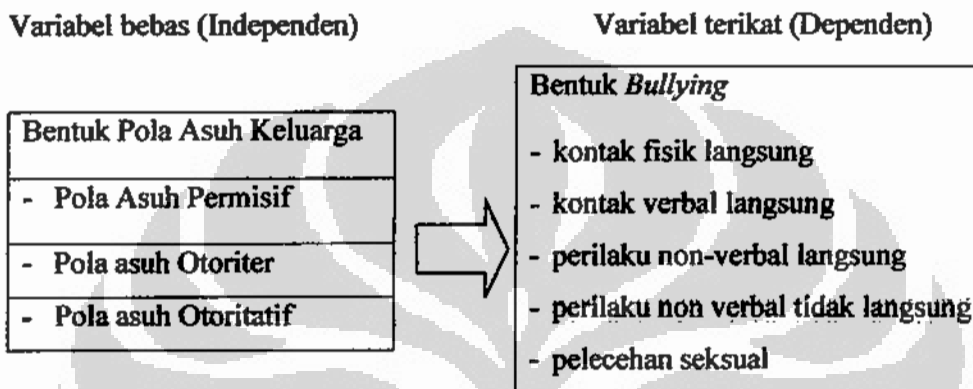 Variabel bebas (Independen)
Variabel terikat (Dependen)
Bentuk Pola Asuh Keluarga
- Pola Asuh Permisif
- Pola asuh Otoriter
- Pola asuh Otoritatif
Bentuk Bullying
- kontak fisik langsung
- kontak verbal langsung
- perilaku non-verbal langsung
- perilaku non verbal tidak langsung
- pelecehan seksual